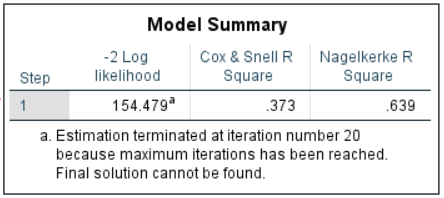 Model Summary
Step -2 Log likelihood Cox & Snell R Square Nagelkerke R Square
1 154.479a .373 .639
a. Estimation terminated at iteration number 20
because maximum iterations has been reached.
Final solution cannot be found.